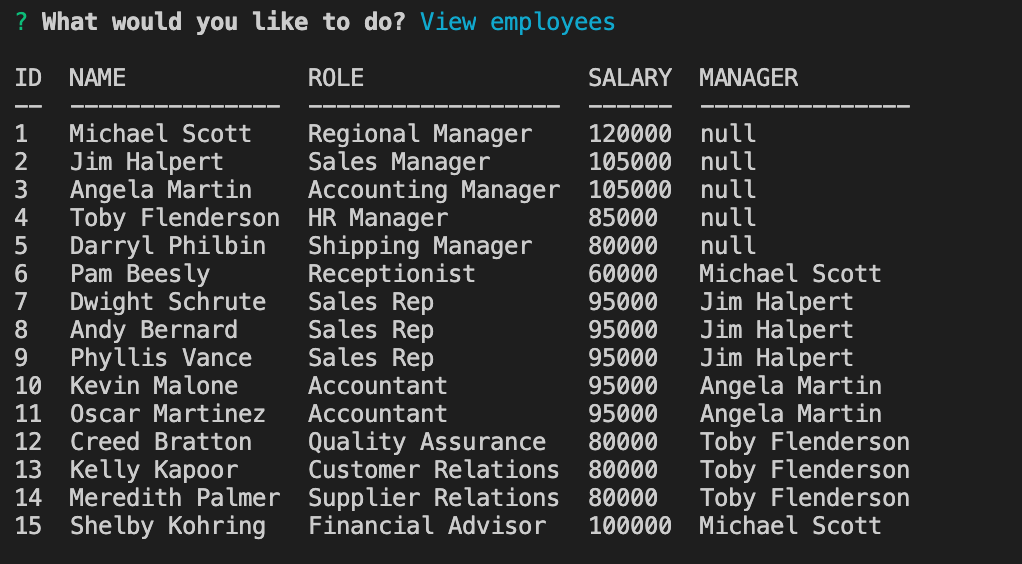 ? What would you like to do? View employees
ID  NAME             ROLE                SALARY  MANAGER
--  ---------------  ------------------  ------  ---------------
1   Michael Scott    Regional Manager    120000  null
2   Jim Halpert      Sales Manager       105000  null
3   Angela Martin    Accounting Manager  105000  null
4   Toby Flenderson  HR Manager          85000   null
5   Darryl Philbin   Shipping Manager    80000   null
6   Pam Beesly       Receptionist        60000   Michael Scott
7   Dwight Schrute   Sales Rep           95000   Jim Halpert
8   Andy Bernard     Sales Rep           95000   Jim Halpert
9   Phyllis Vance    Sales Rep           95000   Jim Halpert
10  Kevin Malone     Accountant          95000   Angela Martin
11  Oscar Martinez   Accountant          95000   Angela Martin
12  Creed Bratton    Quality Assurance   80000   Toby Flenderson
13  Kelly Kapoor     Customer Relations  80000   Toby Flenderson
14  Meredith Palmer  Supplier Relations  80000   Toby Flenderson
15  Shelby Kohring   Financial Advisor   100000  Michael Scott